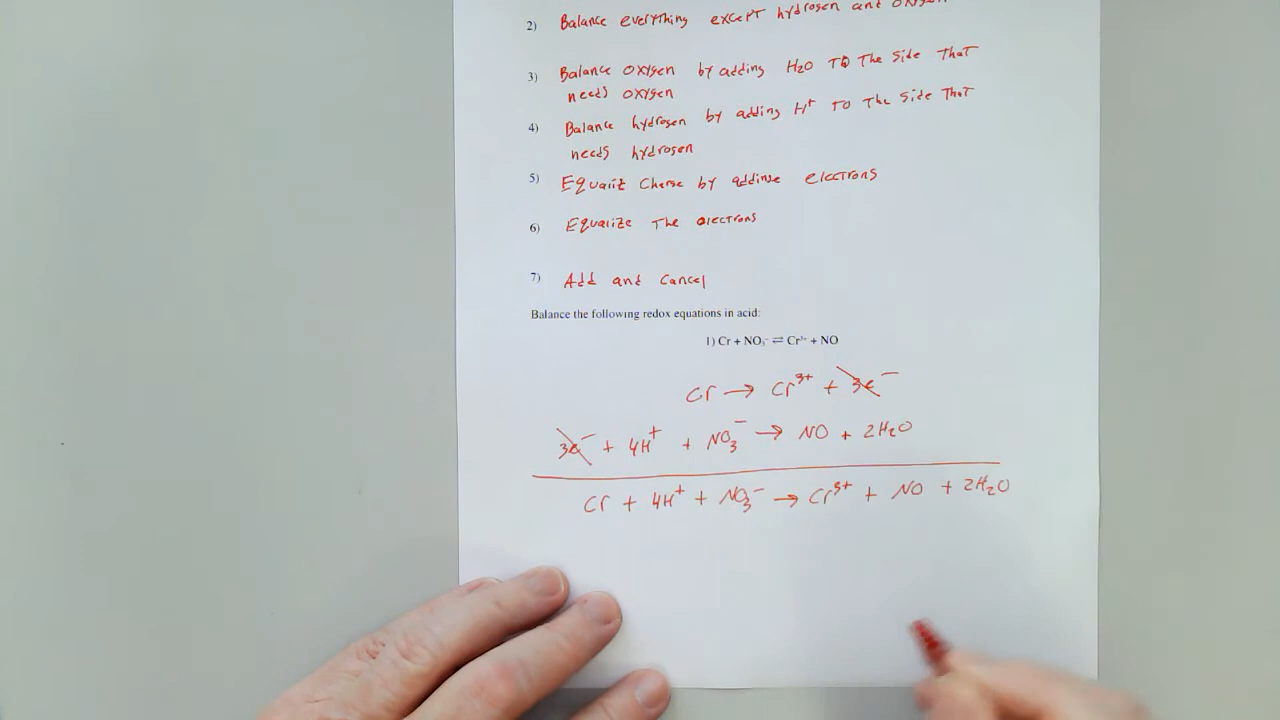 2) Balance everything except hydrogen and oxygen
3) Balance oxygen by adding H2O TO The Side That
needs oxygen
4) Balance hydrogen by adding H⁺ TO The Side That
needs hydrogen
5) Equaliz Charge by adding electrons
6) Equalize The electrons
7) Add and Cancel
Balance the following redox equations in acid:
1) Cr + NO₃⁻ ⇌ Cr³⁺ + NO
Cr → Cr³⁺ + 3e⁻
3e⁻ + 4H⁺ + NO₃⁻ → NO + 2H₂O
Cr + 4H⁺ + NO₃⁻ → Cr³⁺ + NO + 2H₂O